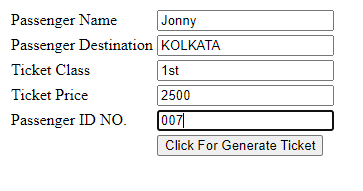 Passenger Name Jonny
Passenger Destination KOLKATA
Ticket Class 1st
Ticket Price 2500
Passenger ID NO. 007
Click For Generate Ticket